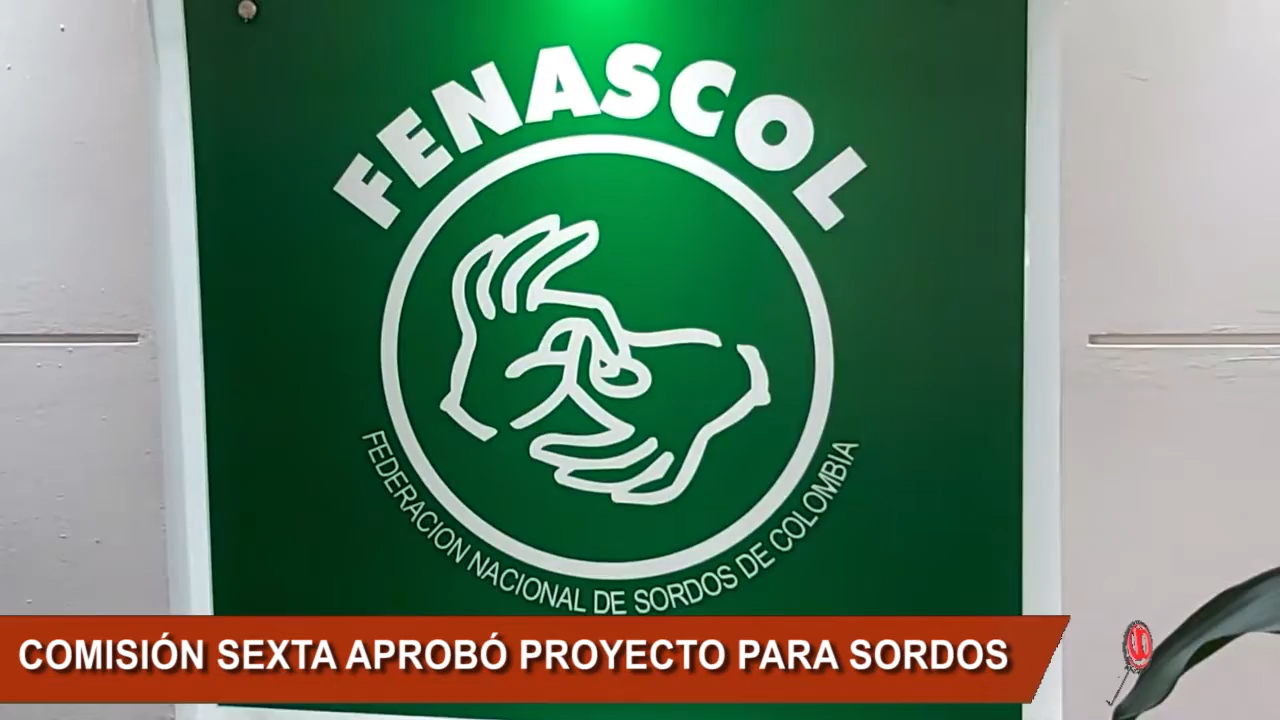 FENASCOL
FEDERACION NACIONAL DE SORDOS DE COLOMBIA
COMISIÓN SEXTA APROBÓ PROYECTO PARA SORDOS